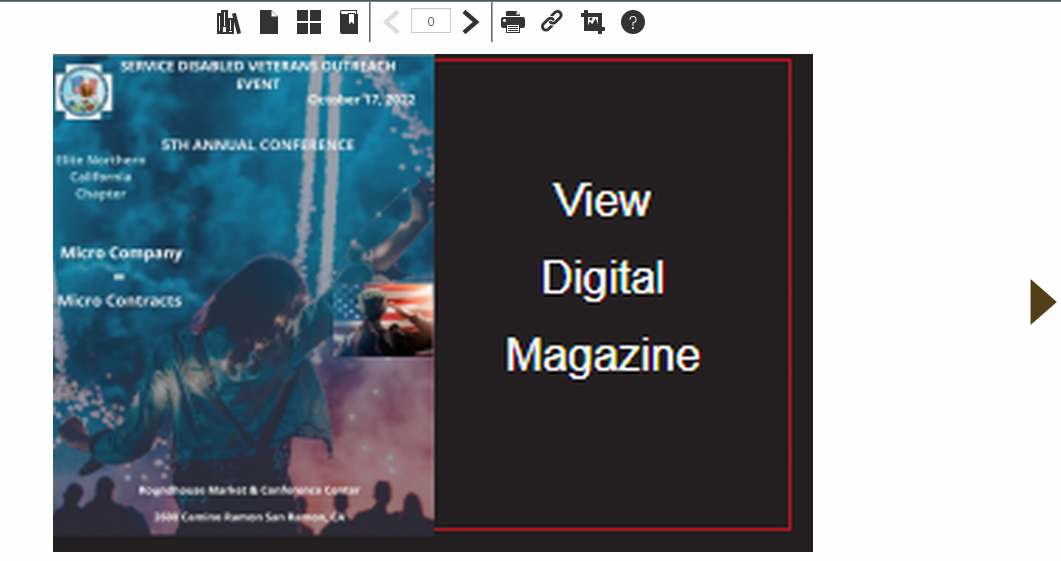 0
?
SERVICE DISABLED VETERANS OUTREACH
EVENT
October 17, 2022
5TH ANNUAL CONFERENCE
Elite Northern
California
Chapter
Micro Company
=
Micro Contracts
Roundhouse Market & Conference Center
Camino Ramon San Ramon, CA
View
Digital
Magazine